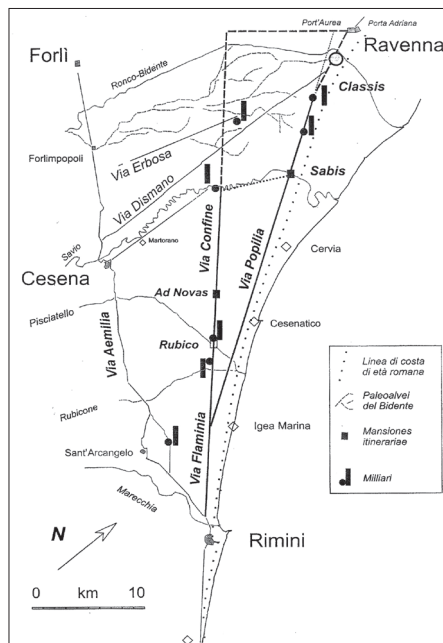 Port'Aurea
Porta Adriana
Forlì
Ravenna
Ronco-Bidente
Classis
Forlimpopoli
Via Erbosa
Via Dismano
Sabis
Savio
Martorano
Via Confine
Via Popilia
Cervia
Cesena
Ad Novas
Pisciatello
Cesenatico
Via Aemilia
Rubico
Linea di costa
di età romana
Paleoalvei
del Bidente
Mansiones
itinerariae
Milliari
Rubicone
Via Flaminia
Igea Marina
Sant'Arcangelo
Marecchia
N
Rimini
0 km 10